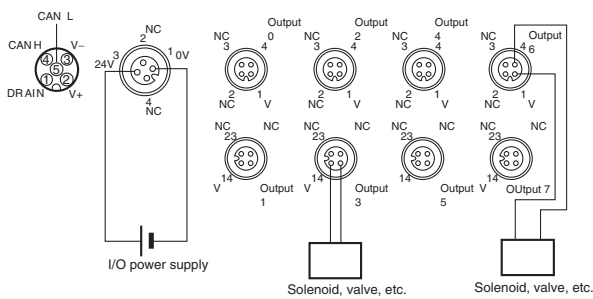 CAN L
CAN H
V−
4 3
5
1 2
DRAIN
V+
NC
2
3
24V
1 0V
4
NC
I/O power supply
Output
0
NC
3 4
2 1
NC V
Output
2
NC
3 4
2 1
NC V
Output
4
NC
3 4
2 1
NC V
Output
6
NC
3 4
2 1
NC V
NC NC
23
14
V Output
1
NC NC
23
14
Output
3
NC NC
23
14
V Output
5
NC NC
23
14
V OUtput 7
Solenoid, valve, etc.
Solenoid, valve, etc.